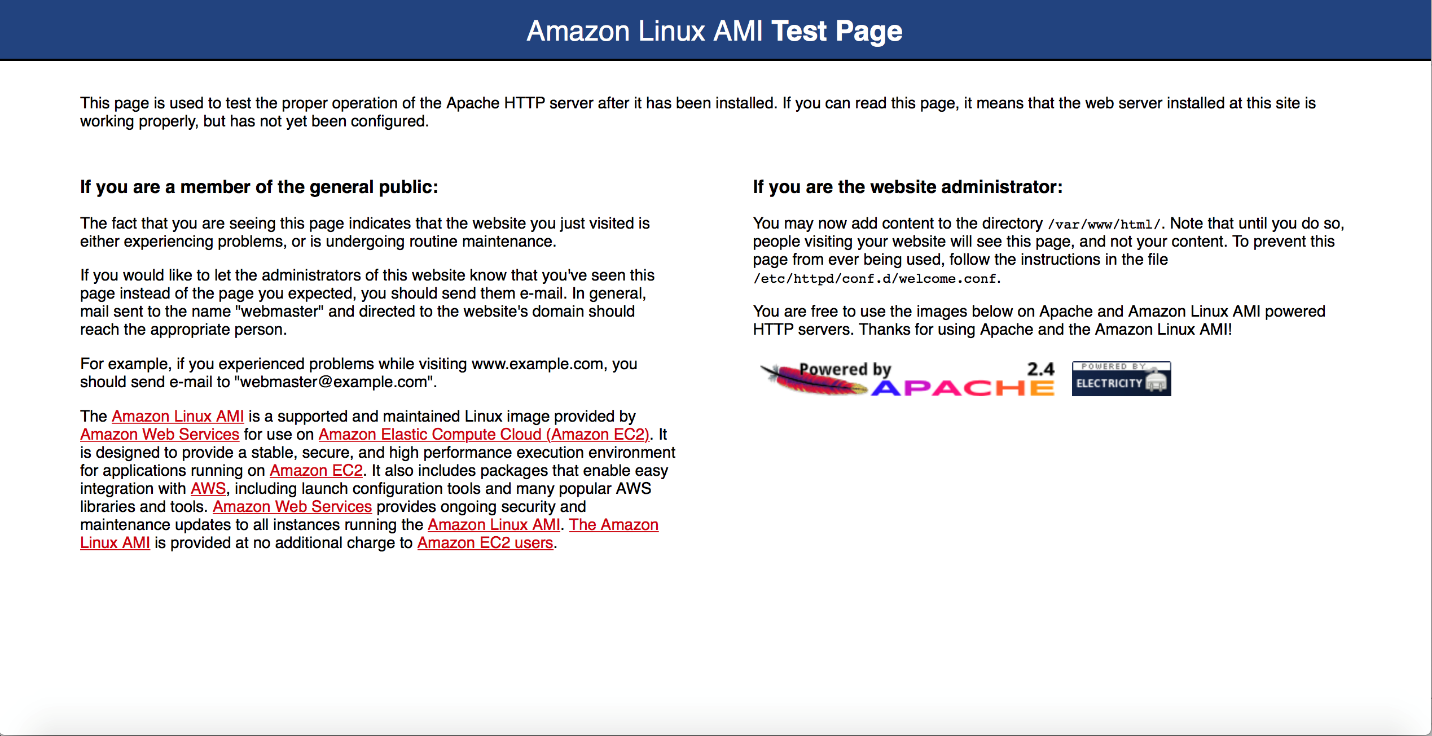 Amazon Linux AMI Test Page
This page is used to test the proper operation of the Apache HTTP server after it has been installed. If you can read this page, it means that the web server installed at this site is
working properly, but has not yet been configured.
If you are a member of the general public:
The fact that you are seeing this page indicates that the website you just visited is
either experiencing problems, or is undergoing routine maintenance.
If you would like to let the administrators of this website know that you've seen this
page instead of the page you expected, you should send them e-mail. In general,
mail sent to the name "webmaster" and directed to the website's domain should
reach the appropriate person.
For example, if you experienced problems while visiting www.example.com, you
should send e-mail to "webmaster@example.com".
The Amazon Linux AMI is a supported and maintained Linux image provided by
Amazon Web Services for use on Amazon Elastic Compute Cloud (Amazon EC2). It
is designed to provide a stable, secure, and high performance execution environment
for applications running on Amazon EC2. It also includes packages that enable easy
integration with AWS, including launch configuration tools and many popular AWS
libraries and tools. Amazon Web Services provides ongoing security and
maintenance updates to all instances running the Amazon Linux AMI. The Amazon
Linux AMI is provided at no additional charge to Amazon EC2 users.
If you are the website administrator:
You may now add content to the directory /var/www/html/. Note that until you do so,
people visiting your website will see this page, and not your content. To prevent this
page from ever being used, follow the instructions in the file
/etc/httpd/conf.d/welcome.conf.
You are free to use the images below on Apache and Amazon Linux AMI powered
HTTP servers. Thanks for using Apache and the Amazon Linux AMI!
Powered by 2.4
APACHE
POWERED BY
ELECTRICITY